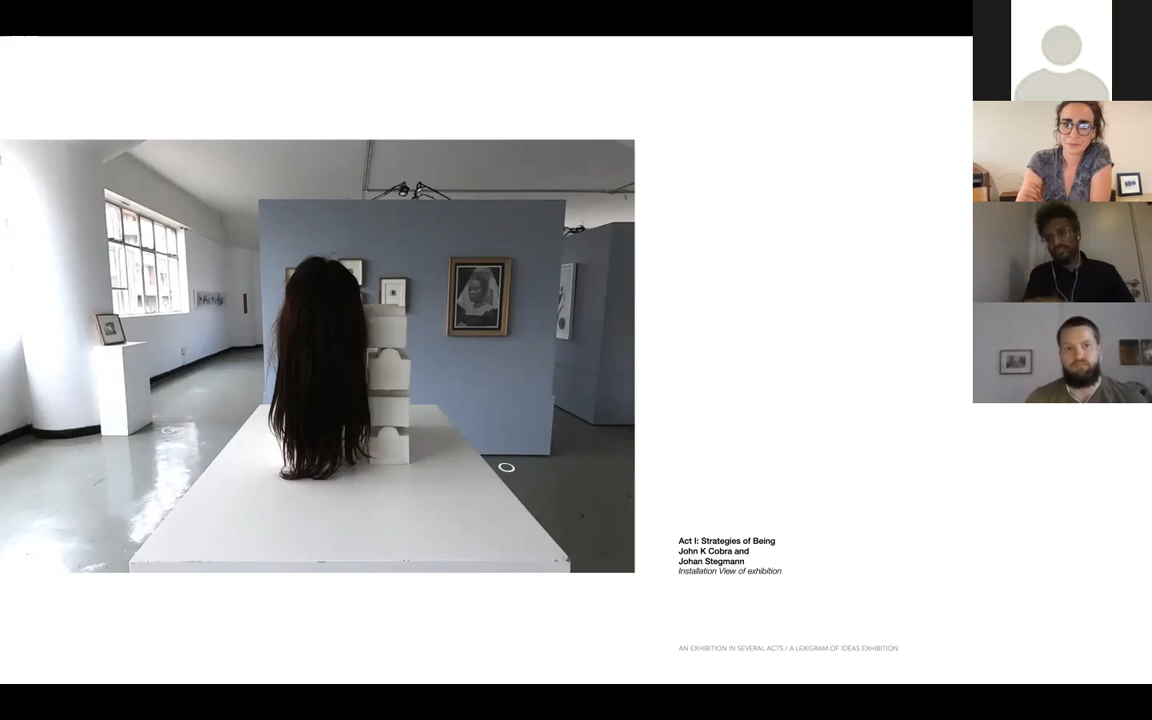 Act I: Strategies of Being
John K Cobra and
Johan Stegmann
Installation View of exhibition
AN EXHIBITION IN SEVERAL ACTS / A LEXIGRAM OF IDEAS EXHIBITION